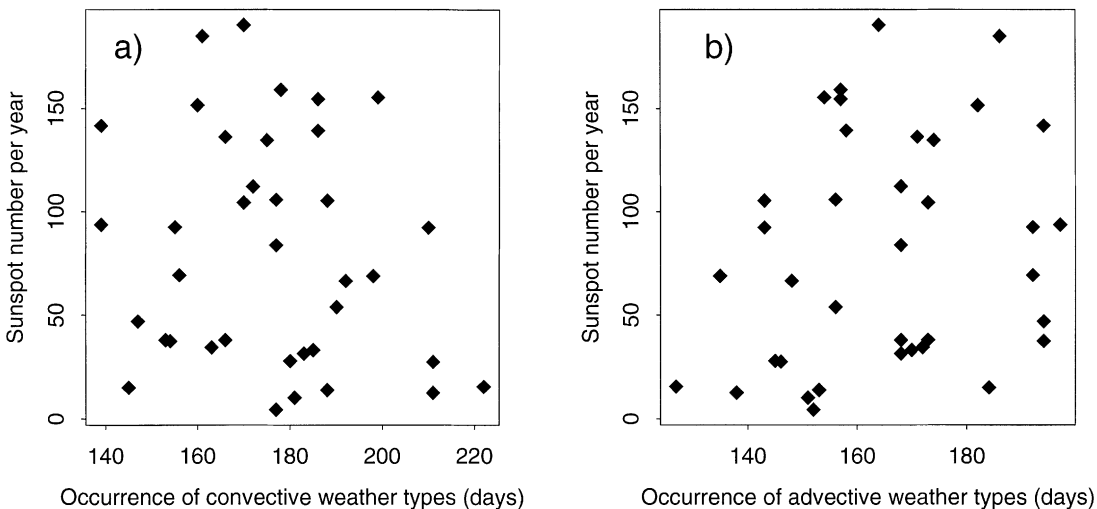 a)
Sunspot number per year
0
50
100
150
140
160
180
200
220
Occurrence of convective weather types (days)
b)
Sunspot number per year
0
50
100
150
140
160
180
Occurrence of advective weather types (days)